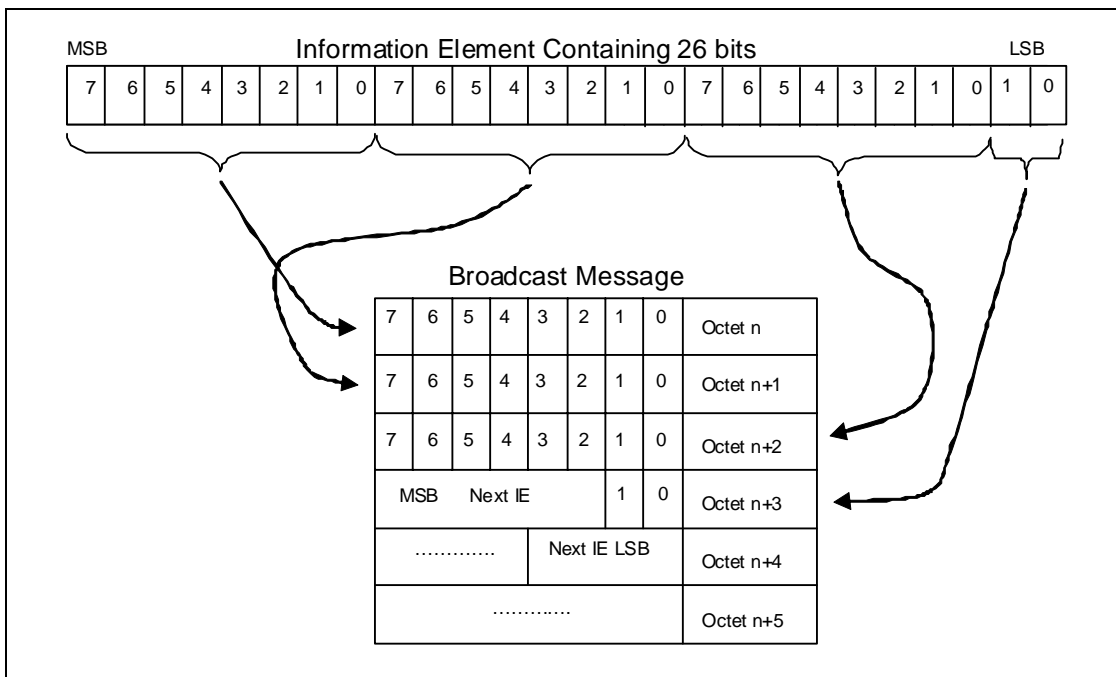 MSB Information Element Containing 26 bits LSB
7 6 5 4 3 2 1 0 7 6 5 4 3 2 1 0 7 6 5 4 3 2 1 0 1 0
Broadcast Message
7 6 5 4 3 2 1 0 Octet n
7 6 5 4 3 2 1 0 Octet n+1
7 6 5 4 3 2 1 0 Octet n+2
MSB Next IE 1 0 Octet n+3
............. Next IE LSB Octet n+4
............. Octet n+5